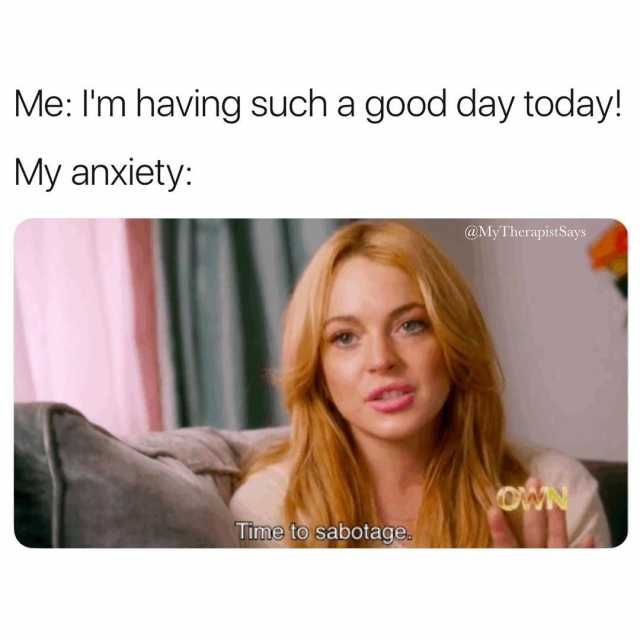 Me: I'm having such a good day today!
My anxiety:
@MyTherapistSays
OWN
Time to sabotage.